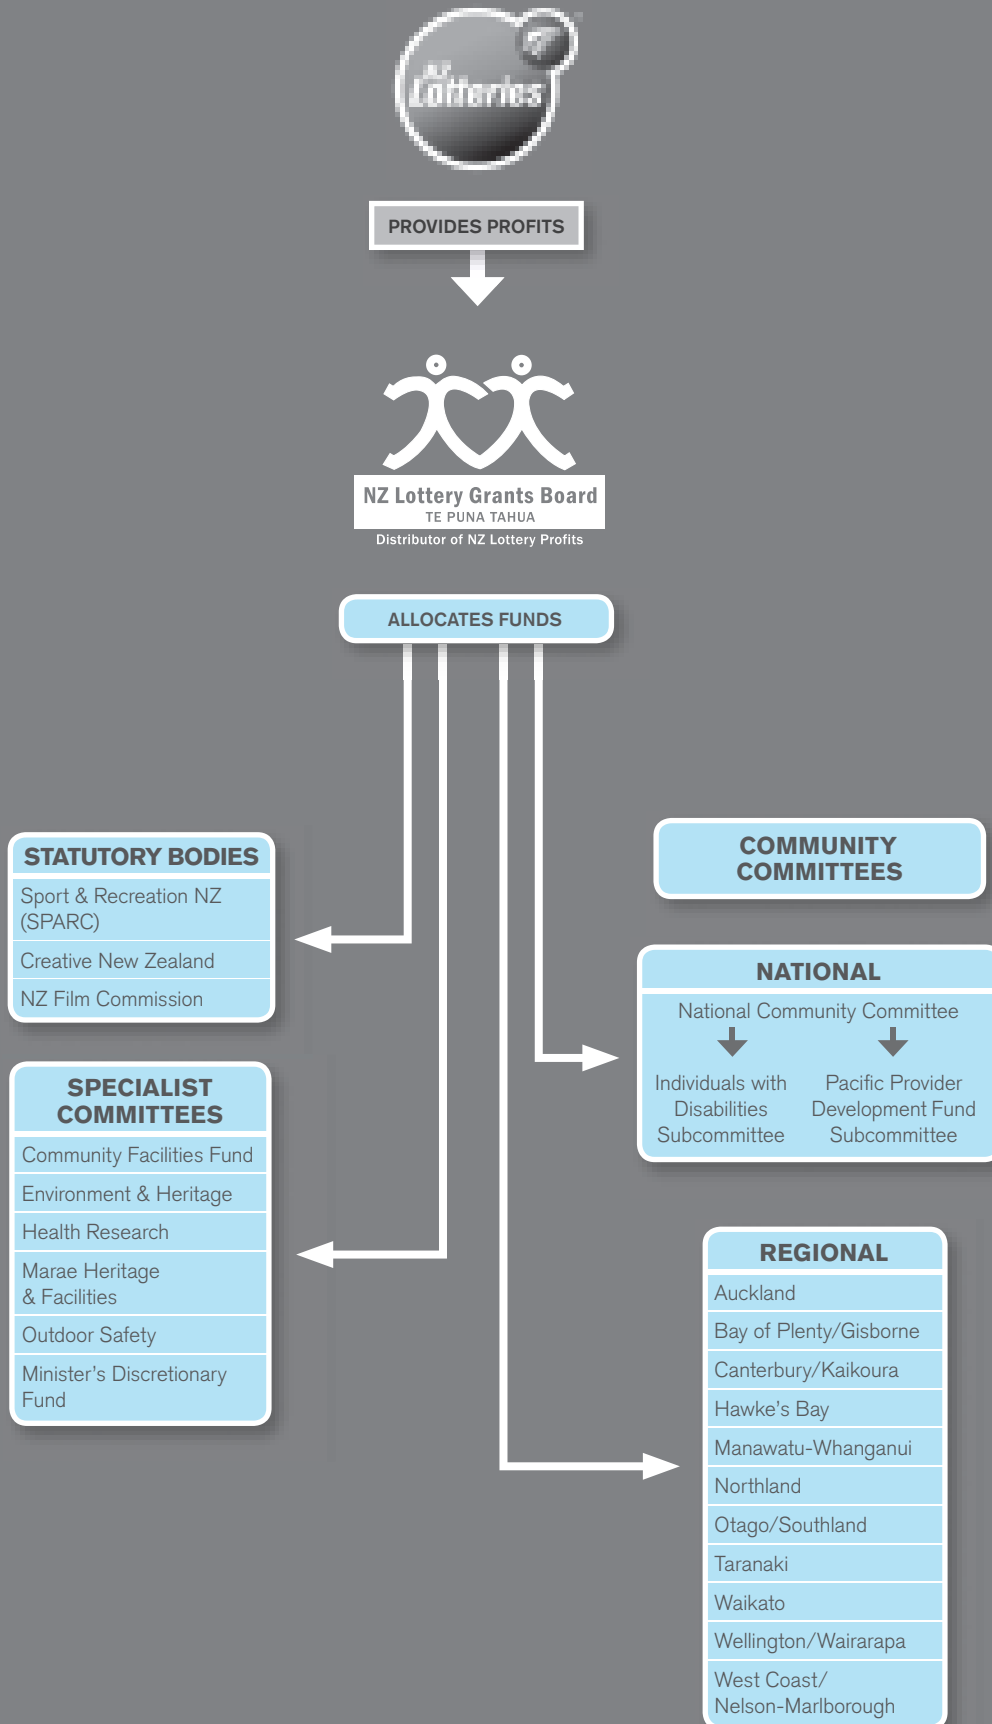 NZ
Lotteries
PROVIDES PROFITS
NZ Lottery Grants Board
TE PUNA TAHUA
Distributor of NZ Lottery Profits
ALLOCATES FUNDS
STATUTORY BODIES
Sport & Recreation NZ
(SPARC)
Creative New Zealand
NZ Film Commission
SPECIALIST
COMMITTEES
Community Facilities Fund
Environment & Heritage
Health Research
Marae Heritage
& Facilities
Outdoor Safety
Minister’s Discretionary
Fund
COMMUNITY
COMMITTEES
NATIONAL
National Community Committee
Individuals with
Disabilities
Subcommittee
Pacific Provider
Development Fund
Subcommittee
REGIONAL
Auckland
Bay of Plenty/Gisborne
Canterbury/Kaikoura
Hawke’s Bay
Manawatu-Whanganui
Northland
Otago/Southland
Taranaki
Waikato
Wellington/Wairarapa
West Coast/
Nelson-Marlborough